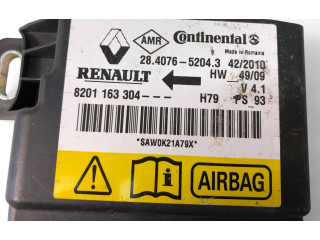 AMR Continental
Made in Romania
28.4076-5204.3 42/2010
RENAULT HW 49/09
V 4.1
8201 163 304--- H79 PS 93
*SAW0K21A79X*
AIRBAG